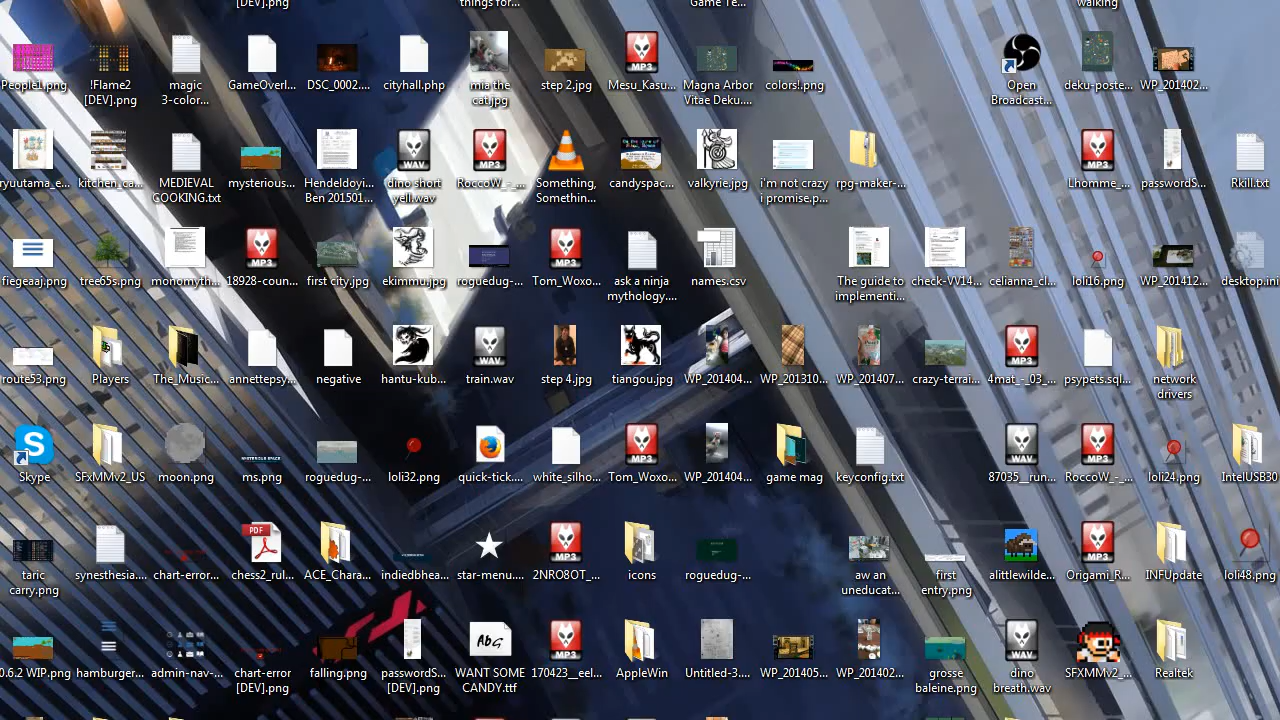 [DEV].png
things for...
Game Te...
walking
People1.png
!Flame2
[DEV].png
magic
3-color...
GameOverl...
DSC_0002....
cityhall.php
mia the
cat.jpg
step 2.jpg
Mesu_Kasu...
Magna Arbor
Vitae Deku...
colors!.png
Open
Broadcast...
deku-poste...
WP_201402...
ryuutama_e...
kitchen_ca...
MEDIEVAL
COOKING.txt
mysterious...
Hendeldoyi...
Ben 201501...
dino short
yell.wav
RoccoW_-_...
Something,
Somethin...
candyspac...
valkyrie.jpg
i'm not crazy
i promise.p...
rpg-maker-...
Lhomme_...
passwordS...
Rkill.txt
fiegeaaj.png
tree65s.png
monomyth...
18928-coun...
first city.jpg
ekimmu.jpg
roguedug-...
Tom_Woxo...
ask a ninja
mythology....
names.csv
The guide to
implementi...
check-VV14...
celianna_cl...
loli16.png
WP_201412...
desktop.ini
route53.png
Players
The_Music...
annettepsy...
negative
hantu-kub...
train.wav
step 4.jpg
tiangou.jpg
WP_201404...
WP_201310...
WP_201407...
crazy-terrai...
4mat_-_03_...
psypets.sql...
network
drivers
Skype
SFxMMv2_US
moon.png
ms.png
roguedug-...
loli32.png
quick-tick....
white_silho...
Tom_Woxo...
WP_201404...
game mag
keyconfig.txt
87035__run...
RoccoW_-_...
loli24.png
IntelUSB30
taric
carry.png
synesthesia...
chart-error...
chess2_rul...
ACE_Chara...
indiedbhea...
star-menu....
2NRO8OT_...
icons
roguedug-...
aw an
uneducat...
first
entry.png
alittlewilde...
Origami_R...
INFUpdate
loli48.png
0.6.2 WIP.png
hamburger...
admin-nav-...
chart-error
[DEV].png
falling.png
passwordS...
[DEV].png
WANT SOME
CANDY.ttf
170423__eel...
AppleWin
Untitled-3....
WP_201405...
WP_201402...
grosse
baleine.png
dino
breath.wav
SFXMMv2_...
Realtek